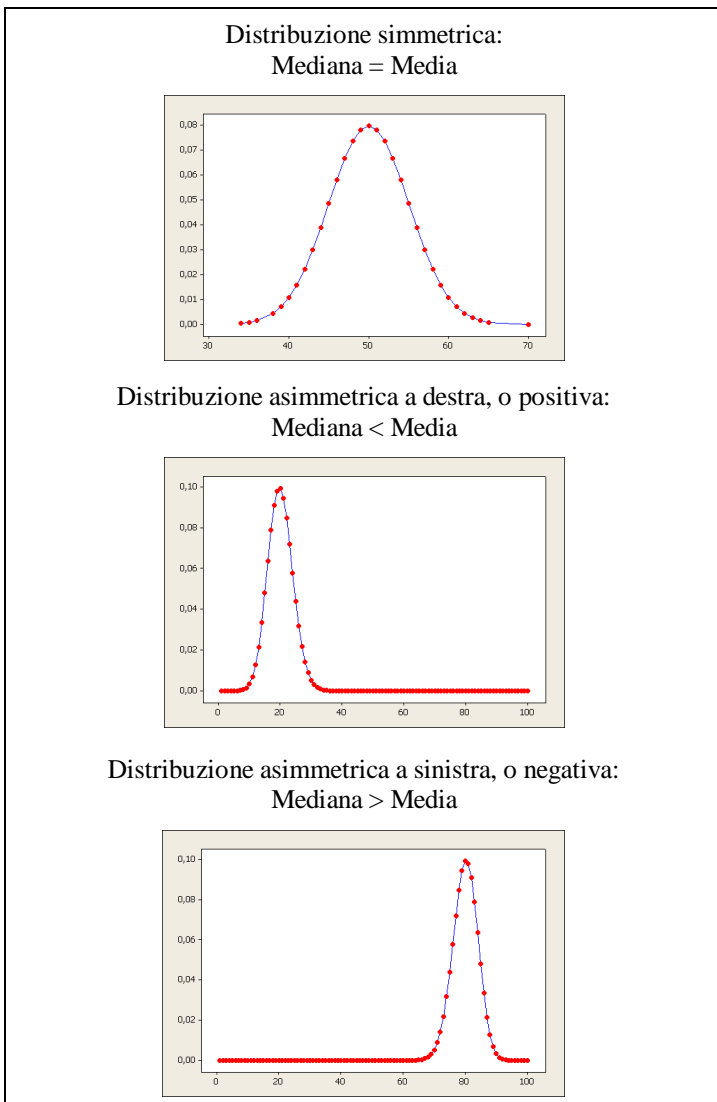 Distribuzione simmetrica:
Mediana = Media
0,08
0,07
0,06
0,05
0,04
0,03
0,02
0,01
0,00
30 40 50 60 70
Distribuzione asimmetrica a destra, o positiva:
Mediana < Media
0,10
0,08
0,06
0,04
0,02
0,00
0 20 40 60 80 100
Distribuzione asimmetrica a sinistra, o negativa:
Mediana > Media
0,10
0,08
0,06
0,04
0,02
0,00
0 20 40 60 80 100